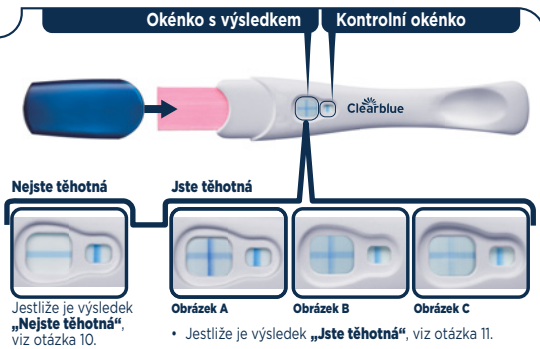 Okénko s výsledkem
Kontrolní okénko
Clearblue
Nejste těhotná
Jste těhotná
Jestliže je výsledek
„Nejste těhotná“,
viz otázka 10.
Obrázek A
Obrázek B
Obrázek C
• Jestliže je výsledek „Jste těhotná“, viz otázka 11.